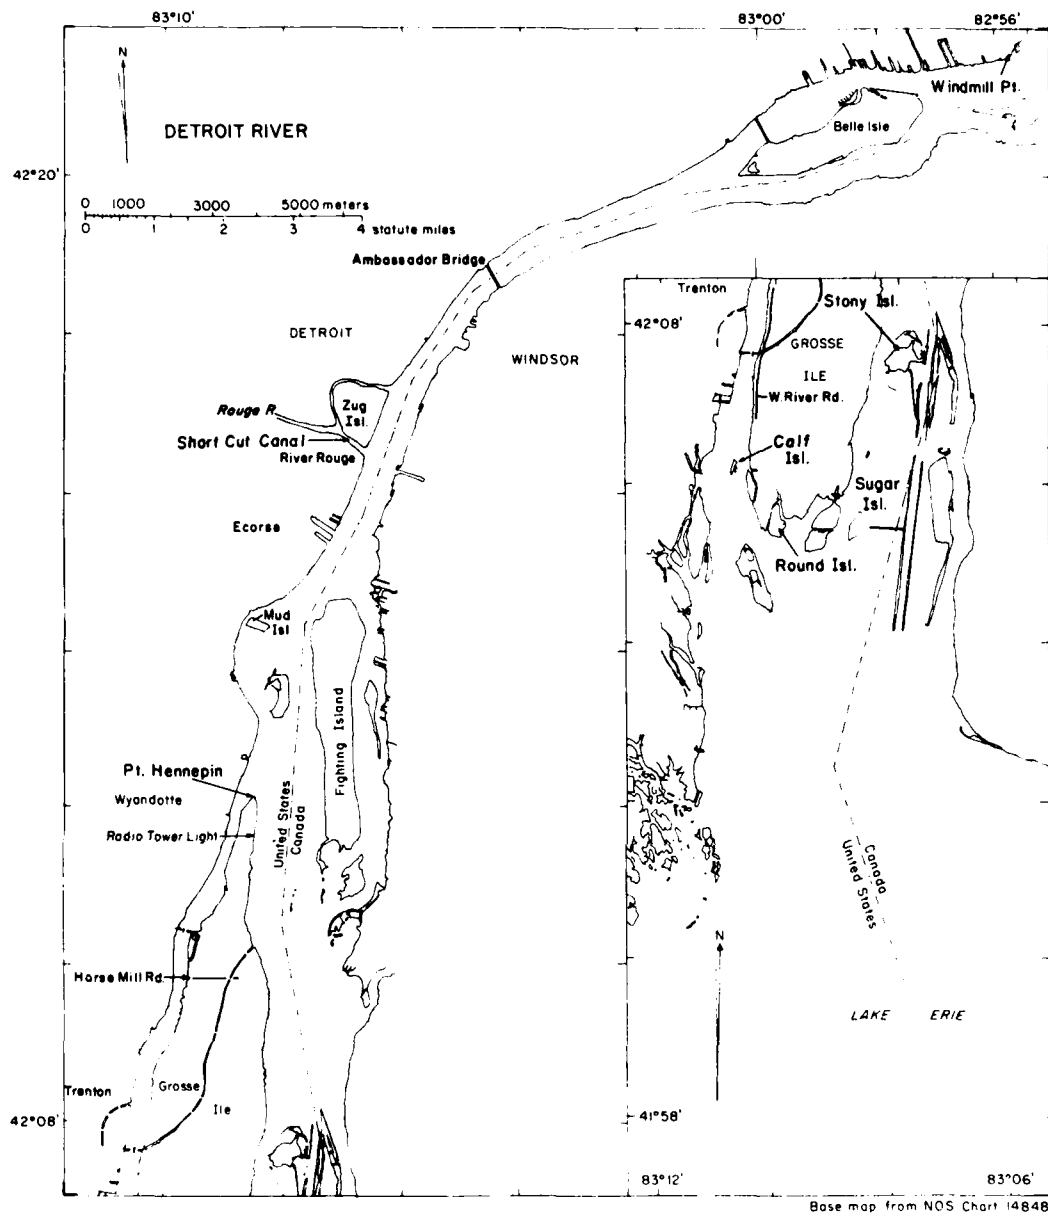 83°10'
83°00'
82°56'
N
DETROIT RIVER
Windmill Pt.
Belle Isle
42°20'
0 1000 3000 5000 meters
0 1 2 3 4 statute miles
Ambassador Bridge
DETROIT
WINDSOR
Rouge R.
Zug
Isl.
Short Cut Canal
River Rouge
Ecorse
Mud
Isl
Fighting Island
Pt. Hennepin
Wyandotte
Radio Tower Light
United States
Canada
Horse Mill Rd.
Trenton
Grosse
Ile
42°08'
Trenton
Stony Isl.
42°08'
GROSSE
ILE
W. River Rd.
Calf
Isl.
Sugar
Isl.
Round Isl.
Canada
United States
N
LAKE ERIE
41°58'
83°12'
83°06'
Base map from NOS Chart 14848